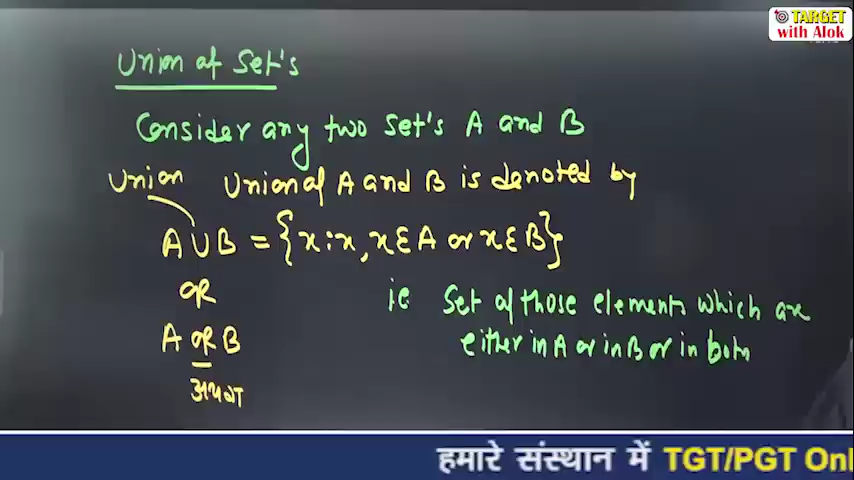 TARGET
with Alok
Union of Set's
Consider any two set's A and B
Union Union of A and B is denoted by
A∪B = {x:x, x∈A or x∈B}
OR
i.e. Set of those elements which are
A OR B
either in A or in B or in both
अथवा
हमारे संस्थान में TGT/PGT Onl